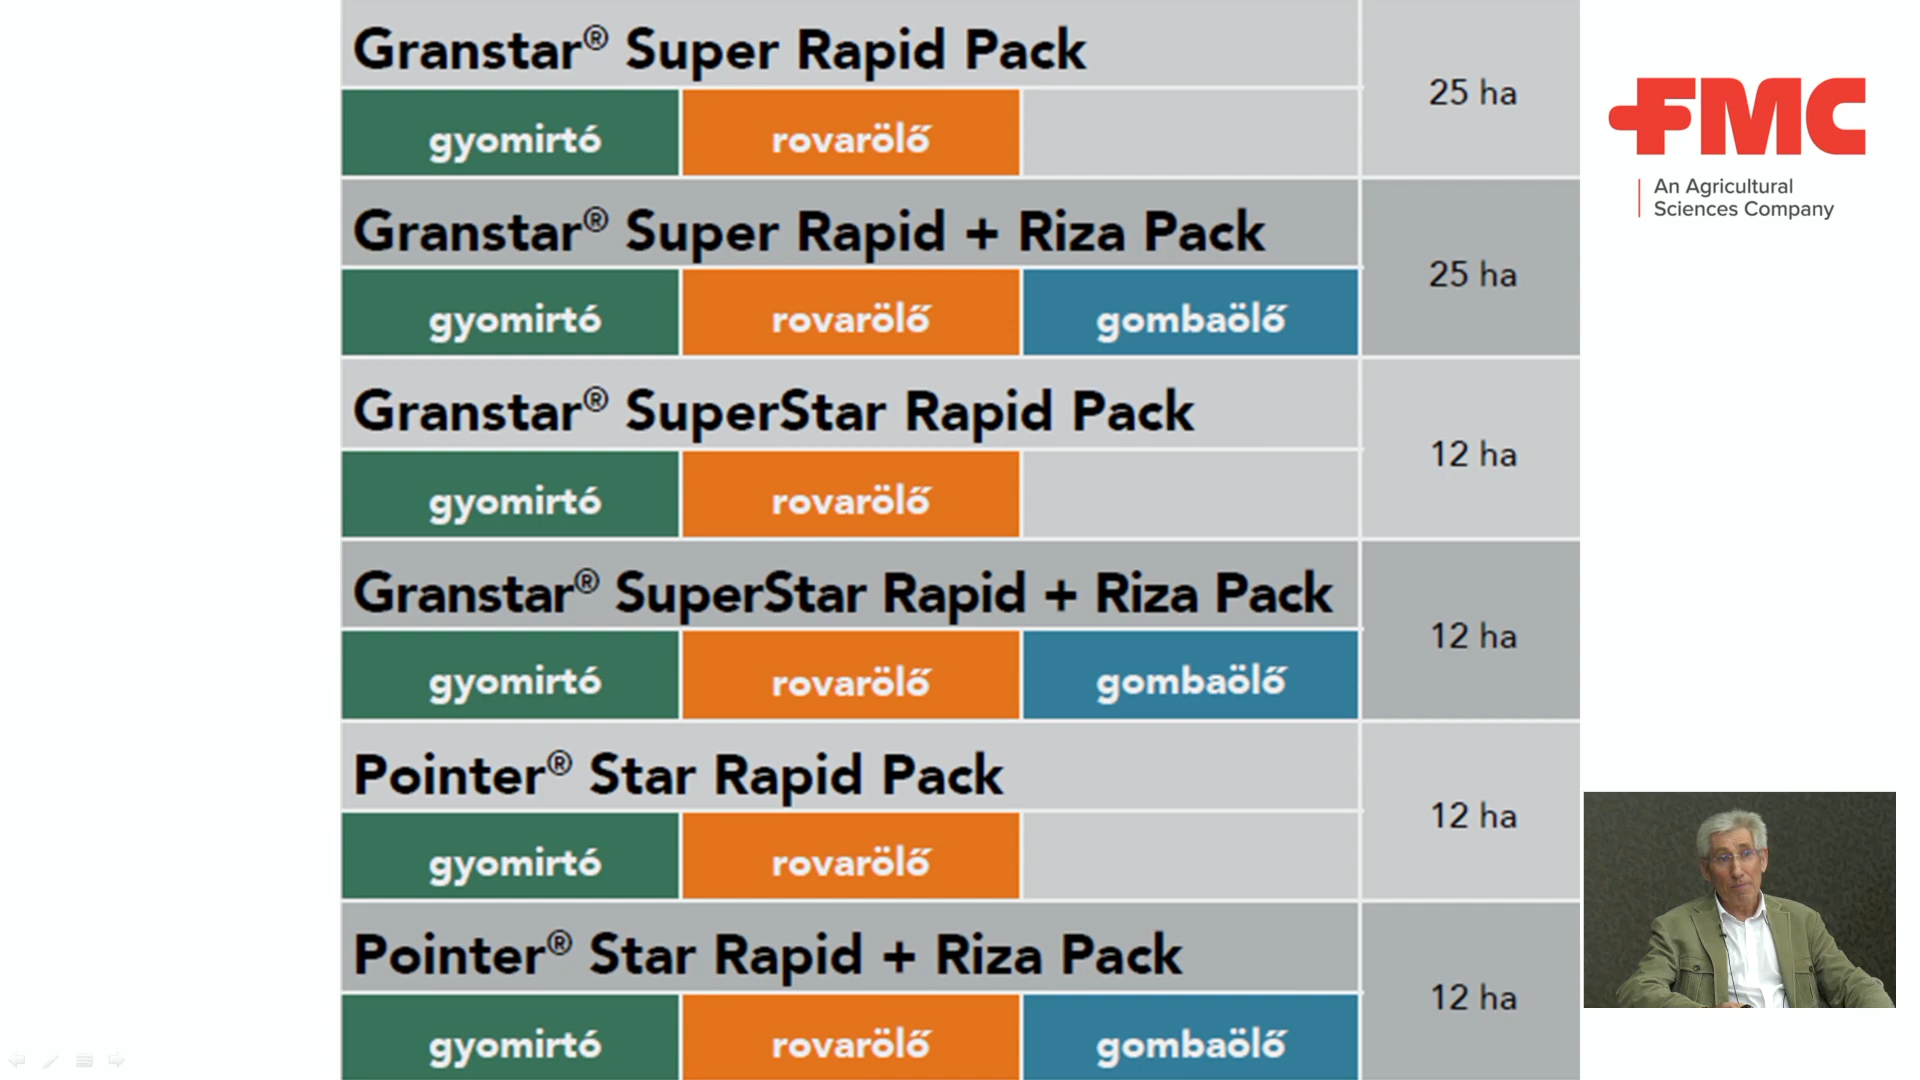 Granstar® Super Rapid Pack
25 ha
gyomirtó rovarölő
Granstar® Super Rapid + Riza Pack
25 ha
gyomirtó rovarölő gombaölő
Granstar® SuperStar Rapid Pack
12 ha
gyomirtó rovarölő
Granstar® SuperStar Rapid + Riza Pack
12 ha
gyomirtó rovarölő gombaölő
Pointer® Star Rapid Pack
12 ha
gyomirtó rovarölő
Pointer® Star Rapid + Riza Pack
12 ha
gyomirtó rovarölő gombaölő
FMC
An Agricultural
Sciences Company